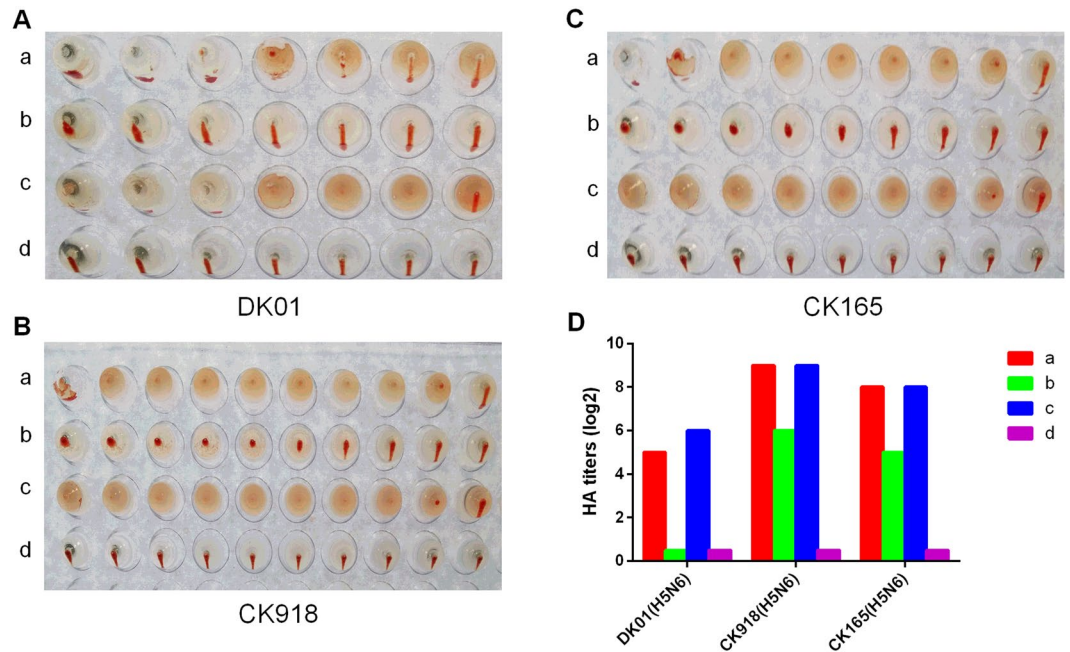 A
a
b
c
d
DK01
B
a
b
c
d
CK918
C
a
b
c
d
CK165
D
HA titers (log2)
10
8
6
4
2
0
DK01(H5N6)
CK918(H5N6)
CK165(H5N6)
a
b
c
d